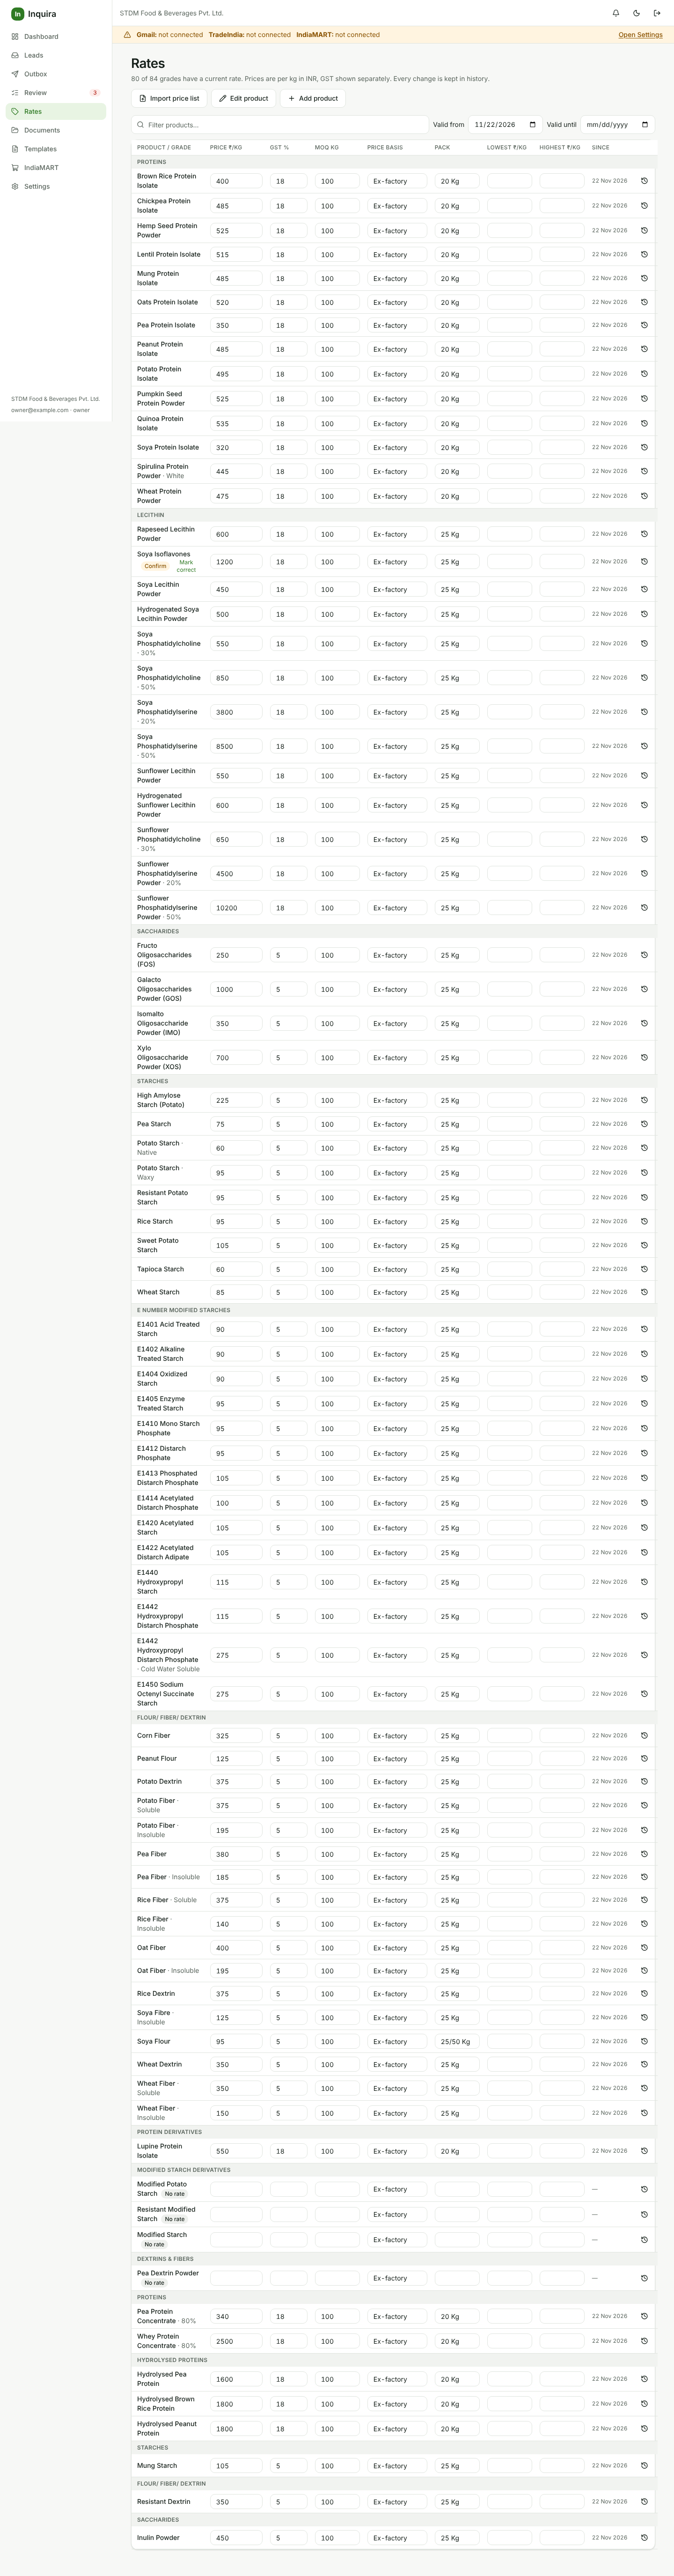 In Inquira
STDM Food & Beverages Pvt. Ltd.
Gmail: not connected TradeIndia: not connected IndiaMART: not connected Open Settings
Dashboard
Leads
Outbox
Review 3
Rates
Documents
Templates
IndiaMART
Settings
STDM Food & Beverages Pvt. Ltd.
owner@example.com · owner
Rates
80 of 84 grades have a current rate. Prices are per kg in INR, GST shown separately. Every change is kept in history.
Import price list Edit product Add product
Filter products... Valid from 11/22/2026 Valid until mm/dd/yyyy
PRODUCT / GRADE PRICE ₹/KG GST % MOQ KG PRICE BASIS PACK LOWEST ₹/KG HIGHEST ₹/KG SINCE
PROTEINS
Brown Rice Protein Isolate 400 18 100 Ex-factory 20 Kg 22 Nov 2026
Chickpea Protein Isolate 485 18 100 Ex-factory 20 Kg 22 Nov 2026
Hemp Seed Protein Powder 525 18 100 Ex-factory 20 Kg 22 Nov 2026
Lentil Protein Isolate 515 18 100 Ex-factory 20 Kg 22 Nov 2026
Mung Protein Isolate 485 18 100 Ex-factory 20 Kg 22 Nov 2026
Oats Protein Isolate 520 18 100 Ex-factory 20 Kg 22 Nov 2026
Pea Protein Isolate 350 18 100 Ex-factory 20 Kg 22 Nov 2026
Peanut Protein Isolate 485 18 100 Ex-factory 20 Kg 22 Nov 2026
Potato Protein Isolate 495 18 100 Ex-factory 20 Kg 22 Nov 2026
Pumpkin Seed Protein Powder 525 18 100 Ex-factory 20 Kg 22 Nov 2026
Quinoa Protein Isolate 535 18 100 Ex-factory 20 Kg 22 Nov 2026
Soya Protein Isolate 320 18 100 Ex-factory 20 Kg 22 Nov 2026
Spirulina Protein Powder · White 445 18 100 Ex-factory 20 Kg 22 Nov 2026
Wheat Protein Powder 475 18 100 Ex-factory 20 Kg 22 Nov 2026
LECITHIN
Rapeseed Lecithin Powder 600 18 100 Ex-factory 25 Kg 22 Nov 2026
Soya Isoflavones Confirm Mark correct 1200 18 100 Ex-factory 25 Kg 22 Nov 2026
Soya Lecithin Powder 450 18 100 Ex-factory 25 Kg 22 Nov 2026
Hydrogenated Soya Lecithin Powder 500 18 100 Ex-factory 25 Kg 22 Nov 2026
Soya Phosphatidylcholine · 30% 550 18 100 Ex-factory 25 Kg 22 Nov 2026
Soya Phosphatidylcholine · 50% 850 18 100 Ex-factory 25 Kg 22 Nov 2026
Soya Phosphatidylserine · 20% 3800 18 100 Ex-factory 25 Kg 22 Nov 2026
Soya Phosphatidylserine · 50% 8500 18 100 Ex-factory 25 Kg 22 Nov 2026
Sunflower Lecithin Powder 550 18 100 Ex-factory 25 Kg 22 Nov 2026
Hydrogenated Sunflower Lecithin Powder 600 18 100 Ex-factory 25 Kg 22 Nov 2026
Sunflower Phosphatidylcholine · 30% 650 18 100 Ex-factory 25 Kg 22 Nov 2026
Sunflower Phosphatidylserine Powder · 20% 4500 18 100 Ex-factory 25 Kg 22 Nov 2026
Sunflower Phosphatidylserine Powder · 50% 10200 18 100 Ex-factory 25 Kg 22 Nov 2026
SACCHARIDES
Fructo Oligosaccharides (FOS) 250 5 100 Ex-factory 25 Kg 22 Nov 2026
Galacto Oligosaccharides Powder (GOS) 1000 5 100 Ex-factory 25 Kg 22 Nov 2026
Isomalto Oligosaccharide Powder (IMO) 350 5 100 Ex-factory 25 Kg 22 Nov 2026
Xylo Oligosaccharide Powder (XOS) 700 5 100 Ex-factory 25 Kg 22 Nov 2026
STARCHES
High Amylose Starch (Potato) 225 5 100 Ex-factory 25 Kg 22 Nov 2026
Pea Starch 75 5 100 Ex-factory 25 Kg 22 Nov 2026
Potato Starch · Native 60 5 100 Ex-factory 25 Kg 22 Nov 2026
Potato Starch · Waxy 95 5 100 Ex-factory 25 Kg 22 Nov 2026
Resistant Potato Starch 95 5 100 Ex-factory 25 Kg 22 Nov 2026
Rice Starch 95 5 100 Ex-factory 25 Kg 22 Nov 2026
Sweet Potato Starch 105 5 100 Ex-factory 25 Kg 22 Nov 2026
Tapioca Starch 60 5 100 Ex-factory 25 Kg 22 Nov 2026
Wheat Starch 85 5 100 Ex-factory 25 Kg 22 Nov 2026
E NUMBER MODIFIED STARCHES
E1401 Acid Treated Starch 90 5 100 Ex-factory 25 Kg 22 Nov 2026
E1402 Alkaline Treated Starch 90 5 100 Ex-factory 25 Kg 22 Nov 2026
E1404 Oxidized Starch 90 5 100 Ex-factory 25 Kg 22 Nov 2026
E1405 Enzyme Treated Starch 95 5 100 Ex-factory 25 Kg 22 Nov 2026
E1410 Mono Starch Phosphate 95 5 100 Ex-factory 25 Kg 22 Nov 2026
E1412 Distarch Phosphate 95 5 100 Ex-factory 25 Kg 22 Nov 2026
E1413 Phosphated Distarch Phosphate 105 5 100 Ex-factory 25 Kg 22 Nov 2026
E1414 Acetylated Distarch Phosphate 100 5 100 Ex-factory 25 Kg 22 Nov 2026
E1420 Acetylated Starch 105 5 100 Ex-factory 25 Kg 22 Nov 2026
E1422 Acetylated Distarch Adipate 105 5 100 Ex-factory 25 Kg 22 Nov 2026
E1440 Hydroxypropyl Starch 115 5 100 Ex-factory 25 Kg 22 Nov 2026
E1442 Hydroxypropyl Distarch Phosphate 115 5 100 Ex-factory 25 Kg 22 Nov 2026
E1442 Hydroxypropyl Distarch Phosphate · Cold Water Soluble 275 5 100 Ex-factory 25 Kg 22 Nov 2026
E1450 Sodium Octenyl Succinate Starch 275 5 100 Ex-factory 25 Kg 22 Nov 2026
FLOUR/ FIBER/ DEXTRIN
Corn Fiber 325 5 100 Ex-factory 25 Kg 22 Nov 2026
Peanut Flour 125 5 100 Ex-factory 25 Kg 22 Nov 2026
Potato Dextrin 375 5 100 Ex-factory 25 Kg 22 Nov 2026
Potato Fiber · Soluble 375 5 100 Ex-factory 25 Kg 22 Nov 2026
Potato Fiber · Insoluble 195 5 100 Ex-factory 25 Kg 22 Nov 2026
Pea Fiber 380 5 100 Ex-factory 25 Kg 22 Nov 2026
Pea Fiber · Insoluble 185 5 100 Ex-factory 25 Kg 22 Nov 2026
Rice Fiber · Soluble 375 5 100 Ex-factory 25 Kg 22 Nov 2026
Rice Fiber · Insoluble 140 5 100 Ex-factory 25 Kg 22 Nov 2026
Oat Fiber 400 5 100 Ex-factory 25 Kg 22 Nov 2026
Oat Fiber · Insoluble 195 5 100 Ex-factory 25 Kg 22 Nov 2026
Rice Dextrin 375 5 100 Ex-factory 25 Kg 22 Nov 2026
Soya Fibre · Insoluble 125 5 100 Ex-factory 25 Kg 22 Nov 2026
Soya Flour 95 5 100 Ex-factory 25/50 Kg 22 Nov 2026
Wheat Dextrin 350 5 100 Ex-factory 25 Kg 22 Nov 2026
Wheat Fiber · Soluble 350 5 100 Ex-factory 25 Kg 22 Nov 2026
Wheat Fiber · Insoluble 150 5 100 Ex-factory 25 Kg 22 Nov 2026
PROTEIN DERIVATIVES
Lupine Protein Isolate 550 18 100 Ex-factory 20 Kg 22 Nov 2026
MODIFIED STARCH DERIVATIVES
Modified Potato Starch No rate Ex-factory —
Resistant Modified Starch No rate Ex-factory —
Modified Starch No rate Ex-factory —
DEXTRINS & FIBERS
Pea Dextrin Powder No rate Ex-factory —
PROTEINS
Pea Protein Concentrate · 80% 340 18 100 Ex-factory 20 Kg 22 Nov 2026
Whey Protein Concentrate · 80% 2500 18 100 Ex-factory 20 Kg 22 Nov 2026
HYDROLYSED PROTEINS
Hydrolysed Pea Protein 1600 18 100 Ex-factory 20 Kg 22 Nov 2026
Hydrolysed Brown Rice Protein 1800 18 100 Ex-factory 20 Kg 22 Nov 2026
Hydrolysed Peanut Protein 1800 18 100 Ex-factory 20 Kg 22 Nov 2026
STARCHES
Mung Starch 105 5 100 Ex-factory 25 Kg 22 Nov 2026
FLOUR/ FIBER/ DEXTRIN
Resistant Dextrin 350 5 100 Ex-factory 25 Kg 22 Nov 2026
SACCHARIDES
Inulin Powder 450 5 100 Ex-factory 25 Kg 22 Nov 2026